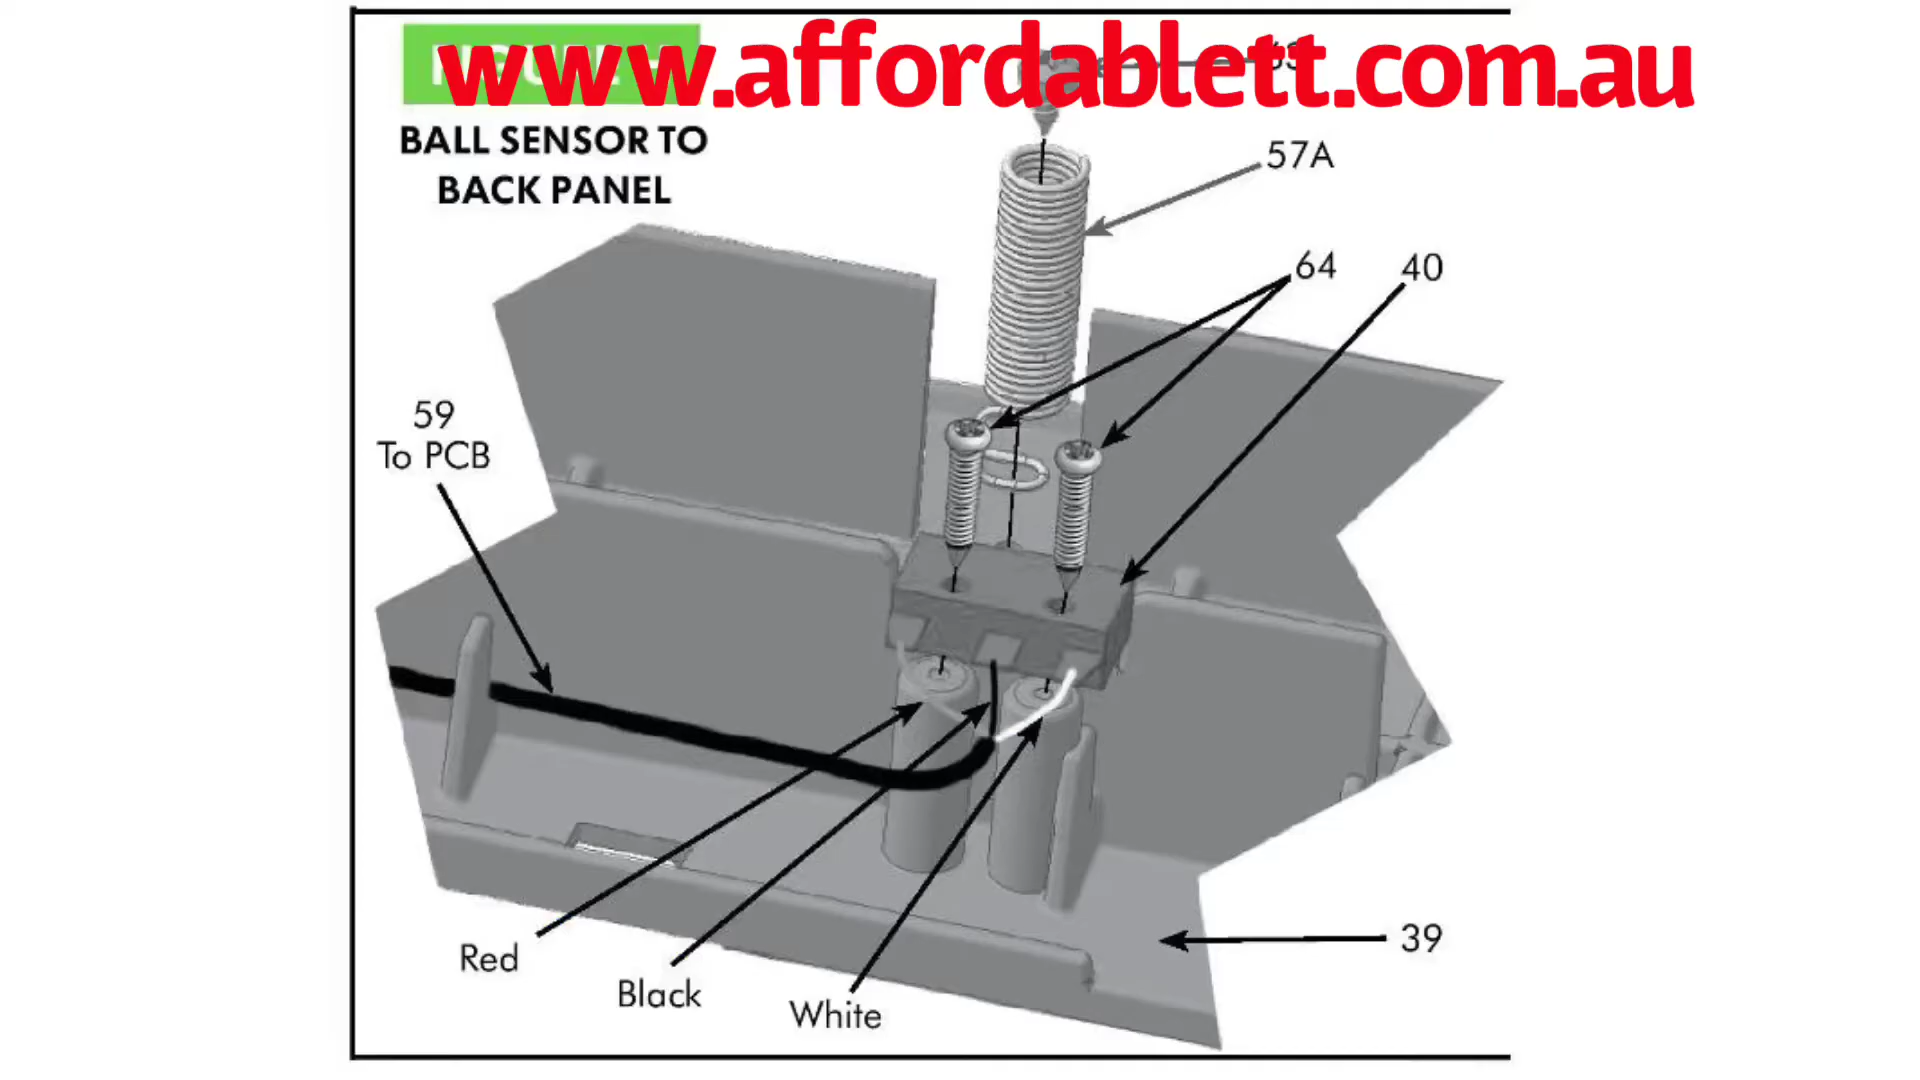 www.affordablett.com.au
BALL SENSOR TO
BACK PANEL
57A
64
40
59
To PCB
Red
Black
White
39